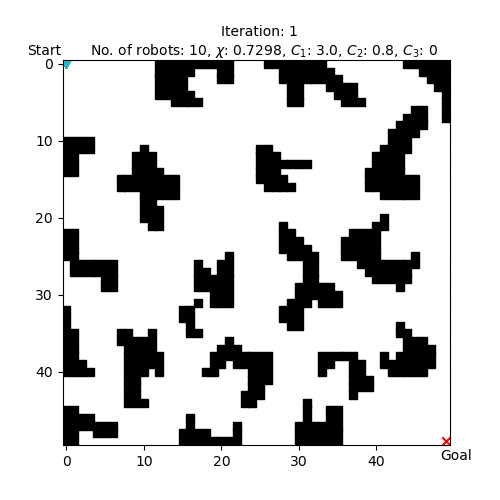 Iteration: 1
Start No. of robots: 10, χ: 0.7298, C₁: 3.0, C₂: 0.8, C₃: 0
0
10
20
30
40
0 10 20 30 40
Goal